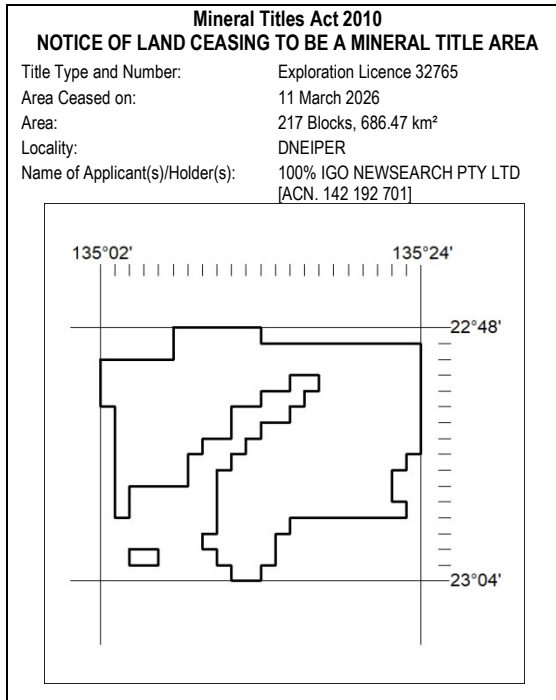 Mineral Titles Act 2010
NOTICE OF LAND CEASING TO BE A MINERAL TITLE AREA
Title Type and Number: Exploration Licence 32765
Area Ceased on: 11 March 2026
Area: 217 Blocks, 686.47 km²
Locality: DNEIPER
Name of Applicant(s)/Holder(s): 100% IGO NEWSEARCH PTY LTD
[ACN. 142 192 701]
135°02' 135°24'
22°48'
23°04'